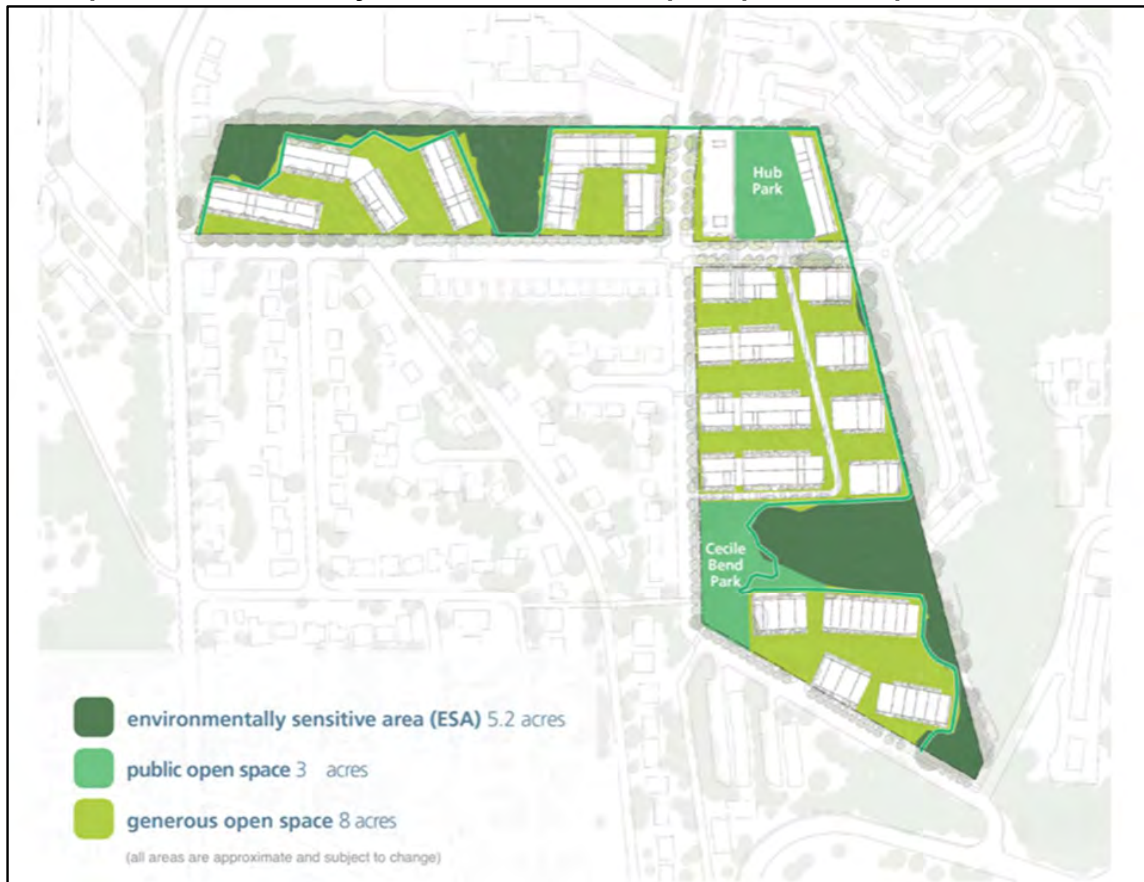 Hub
Park
Cecile
Bend
Park
environmentally sensitive area (ESA) 5.2 acres
public open space 3 acres
generous open space 8 acres
(all areas are approximate and subject to change)